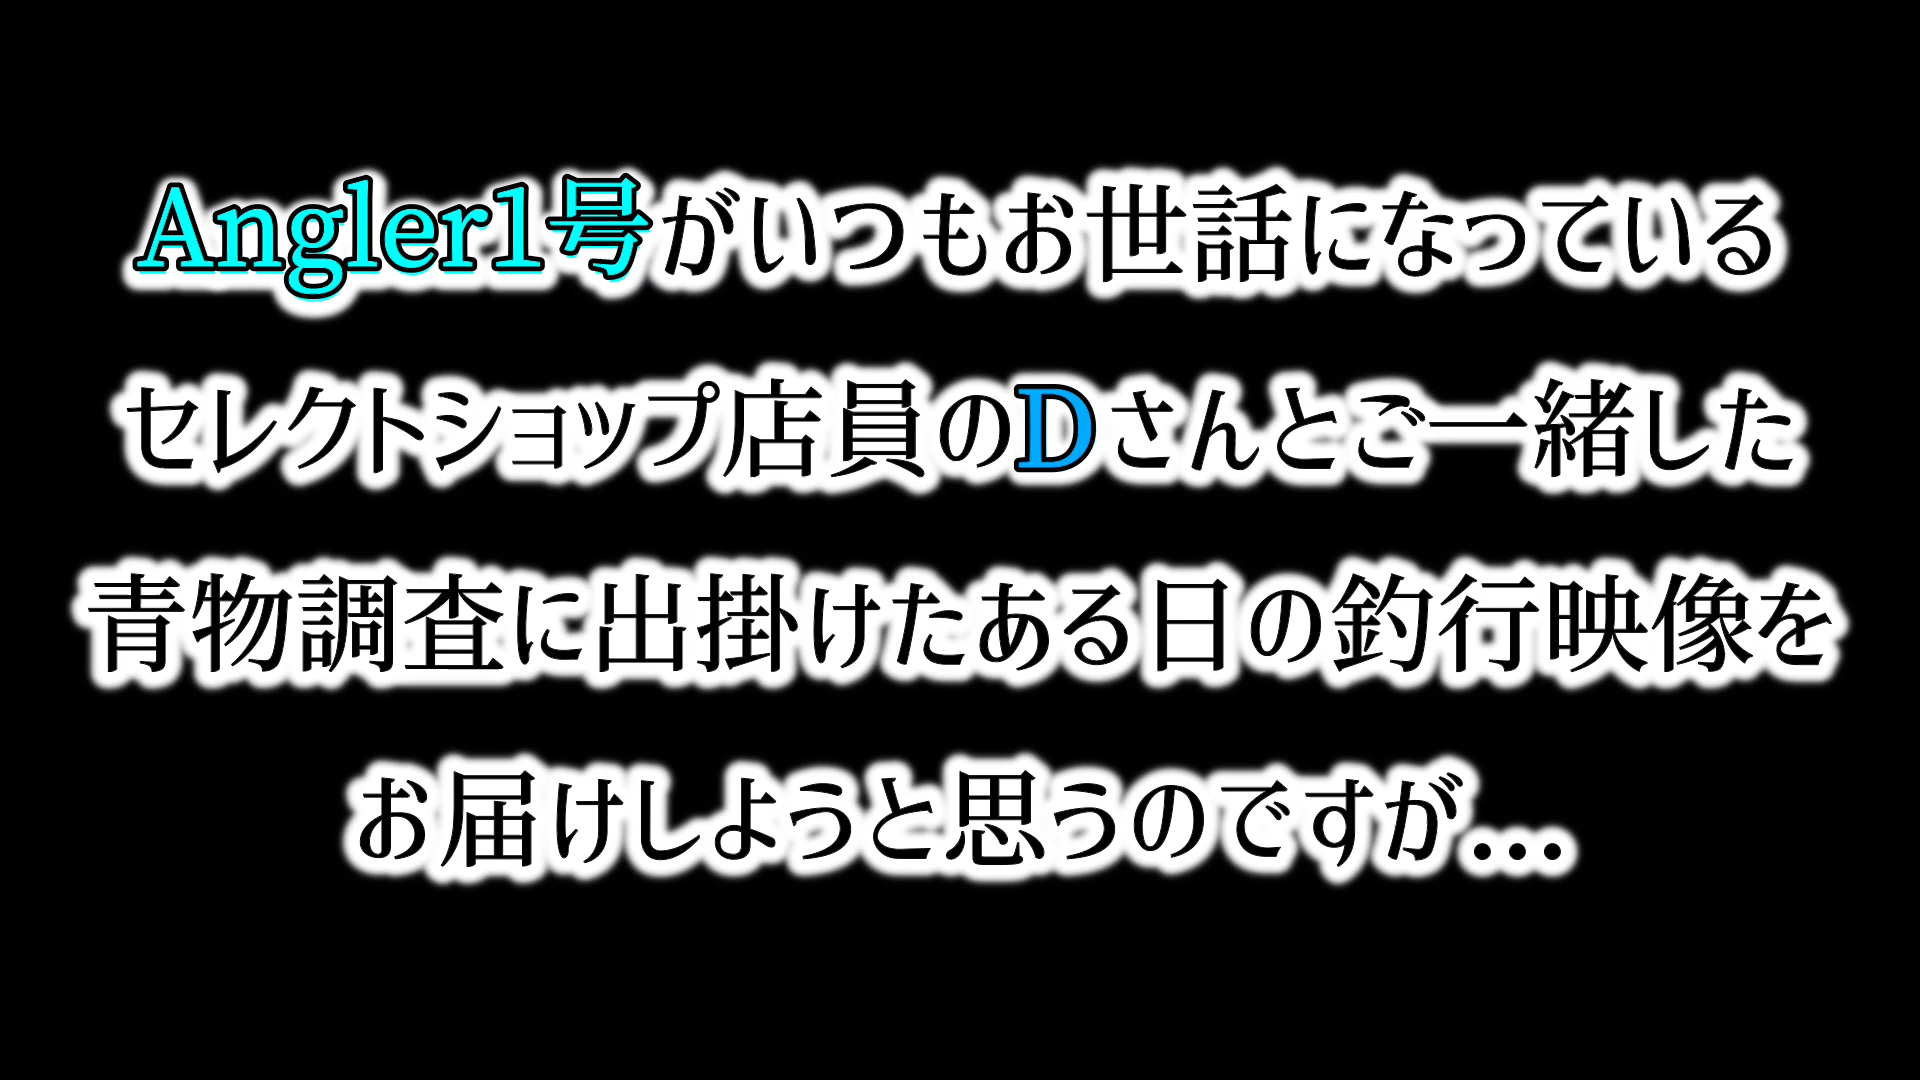 Angler1号がいつもお世話になっている
セレクトショップ店員のDさんとご一緒した
青物調査に出掛けたある日の釣行映像を
お届けしようと思うのですが...